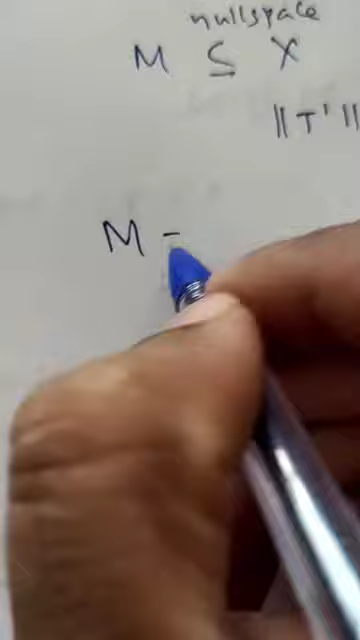 nullspace
M ⊆ X
||T'||
M -